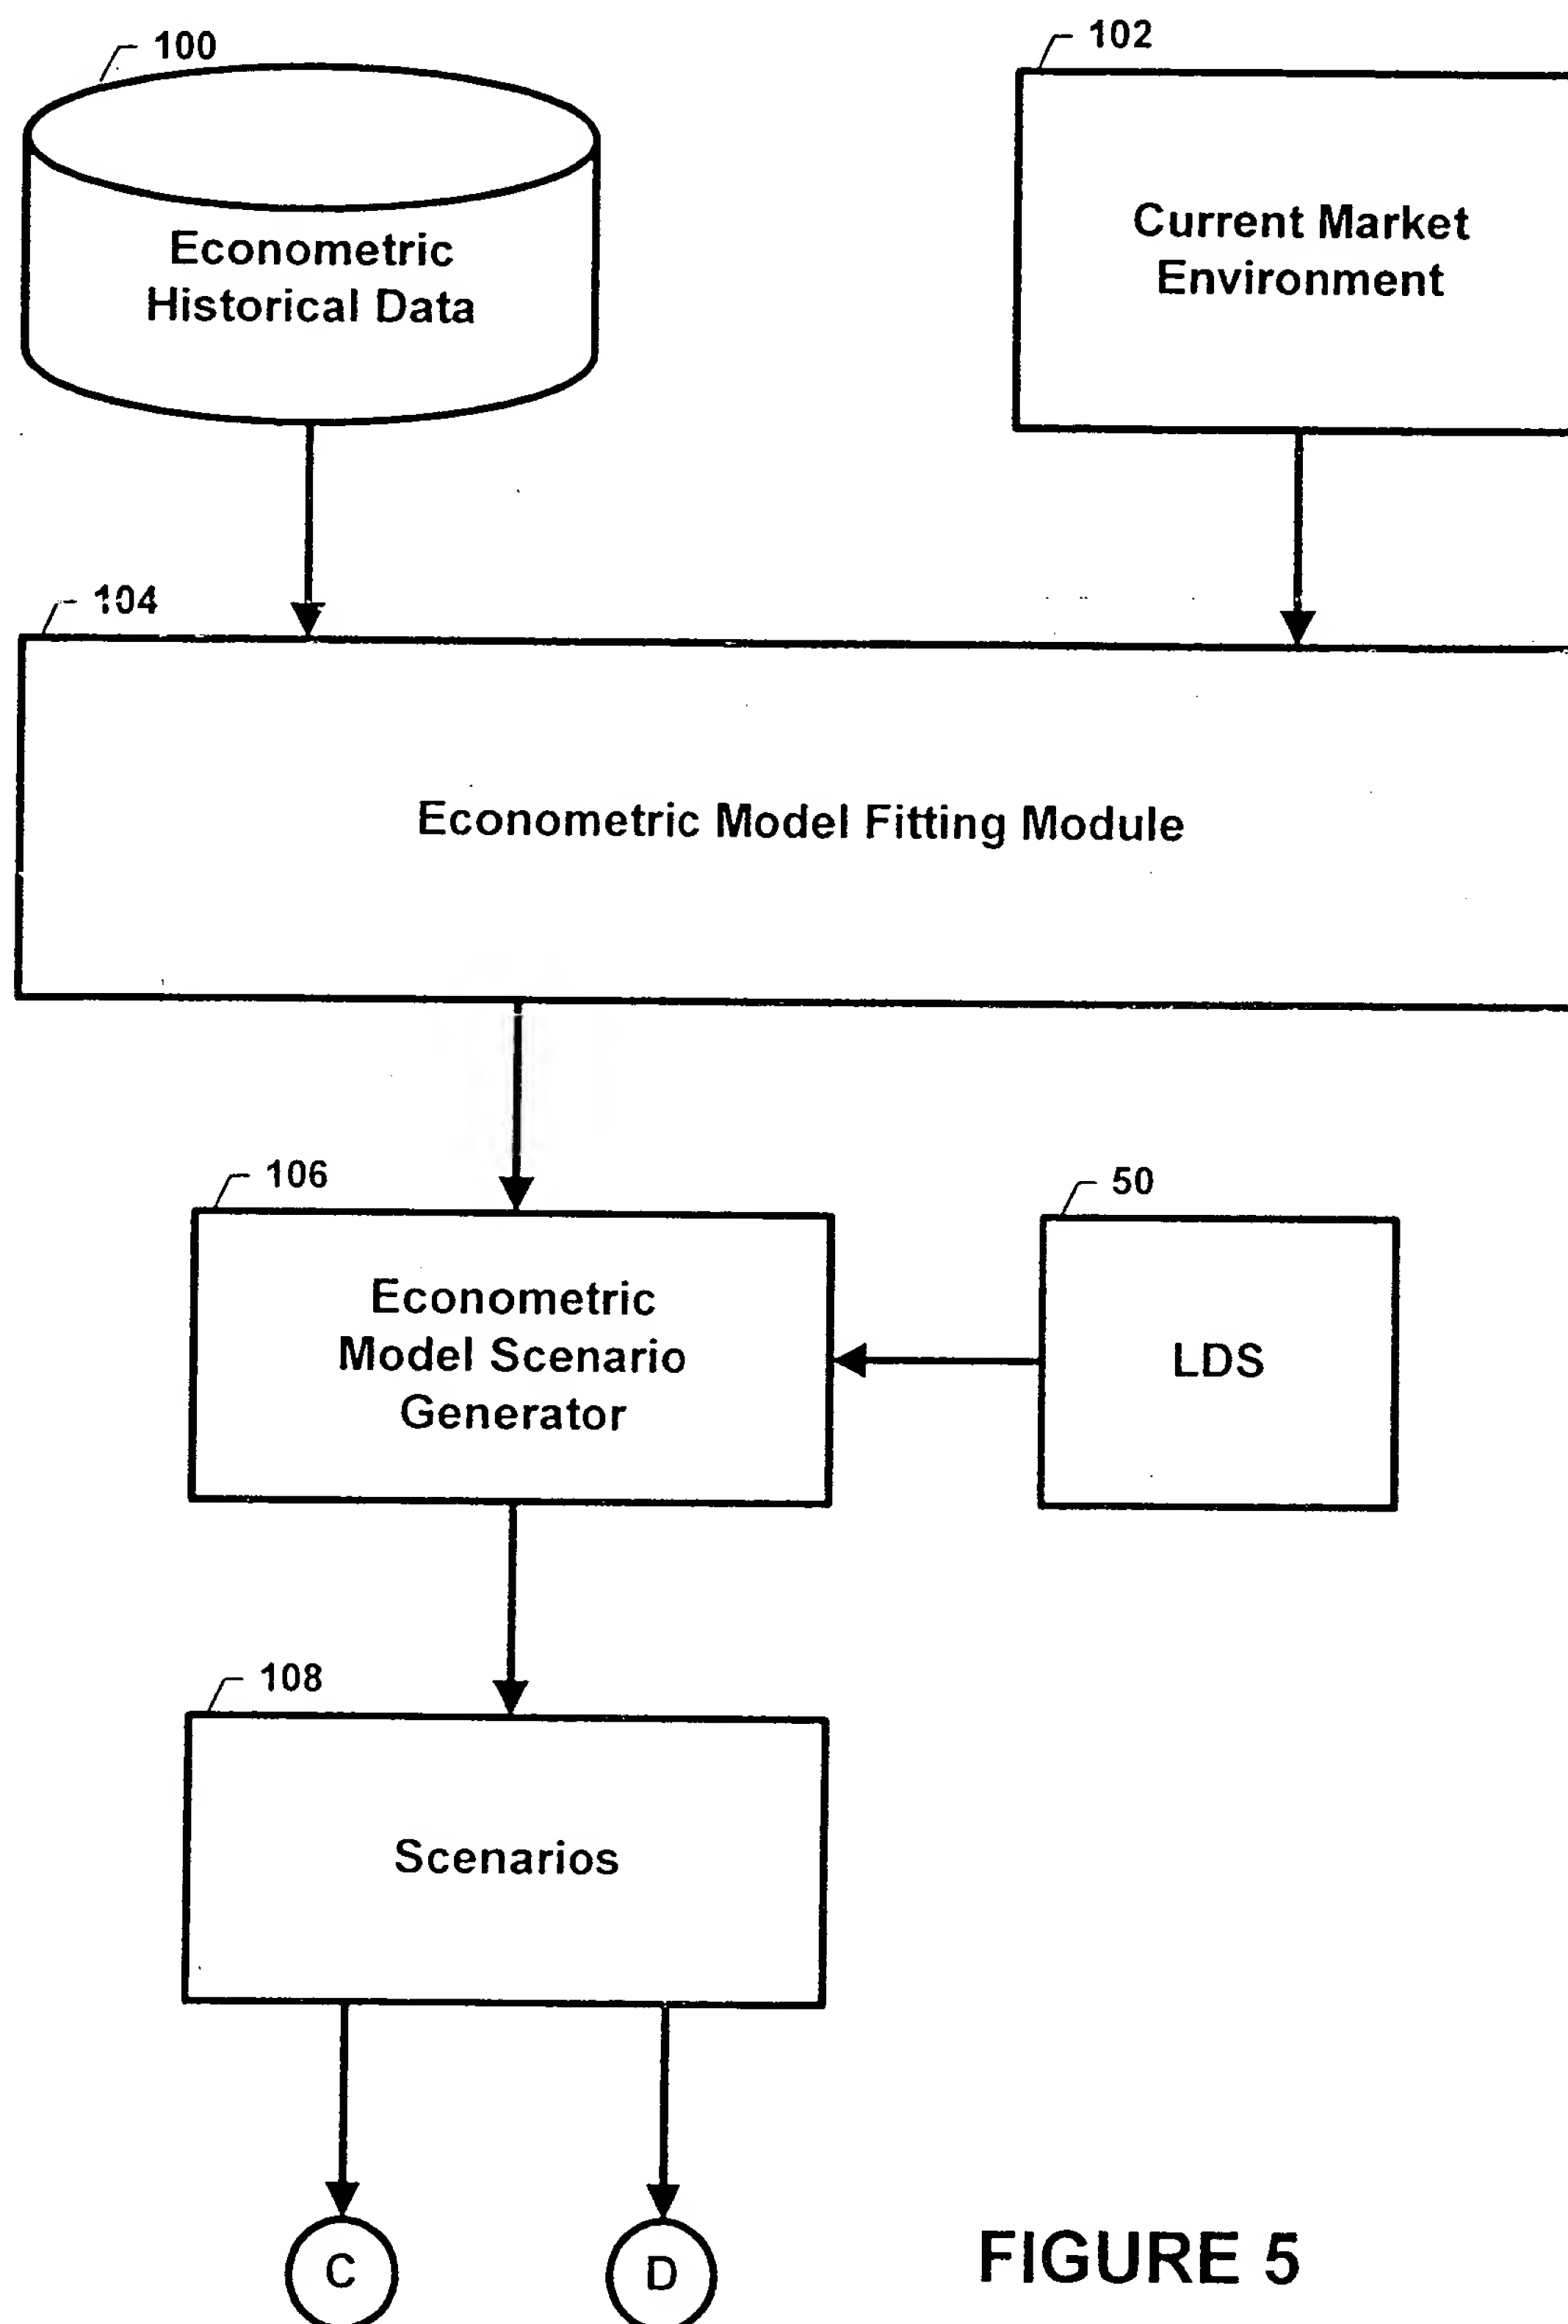 100
102
Econometric
Historical Data
Current Market
Environment
104
Econometric Model Fitting Module
106
50
Econometric
Model Scenario
Generator
LDS
108
Scenarios
C
D
FIGURE 5